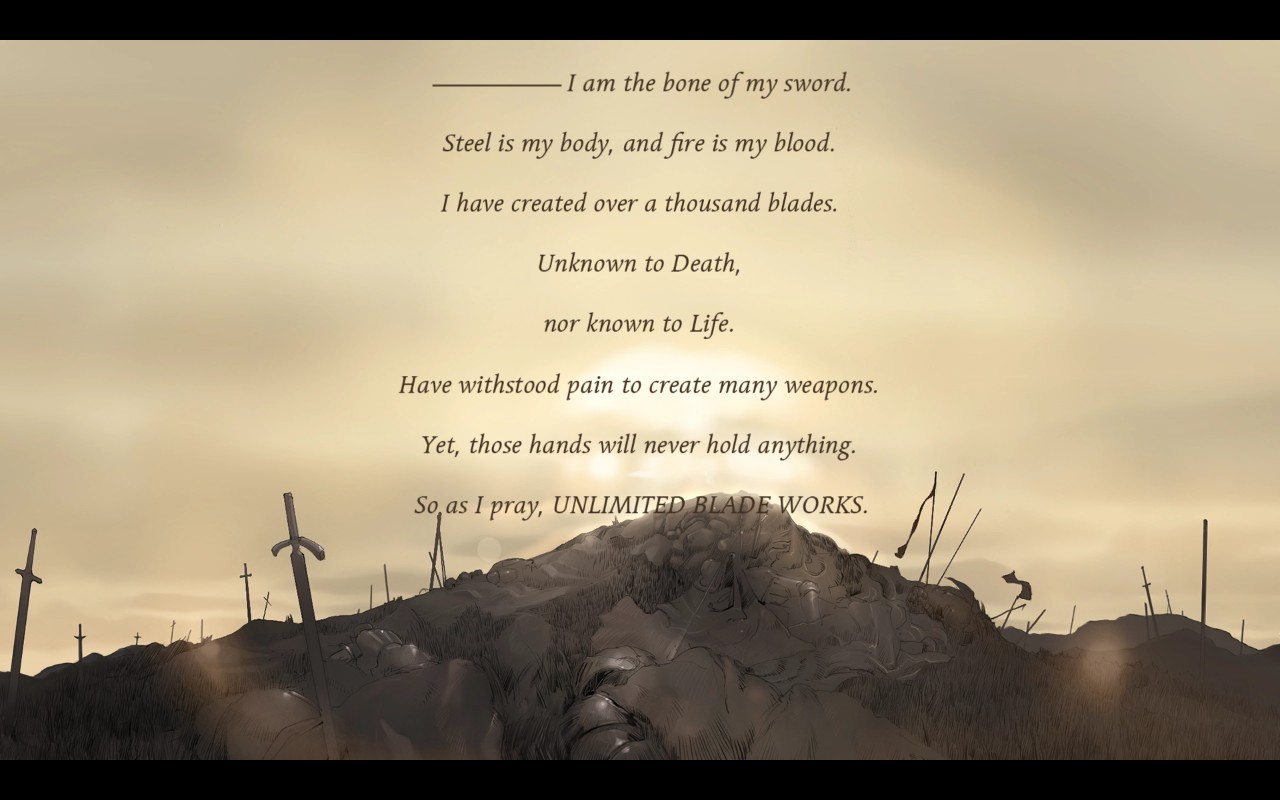 ————— I am the bone of my sword.
Steel is my body, and fire is my blood.
I have created over a thousand blades.
Unknown to Death,
nor known to Life.
Have withstood pain to create many weapons.
Yet, those hands will never hold anything.
So as I pray, UNLIMITED BLADE WORKS.